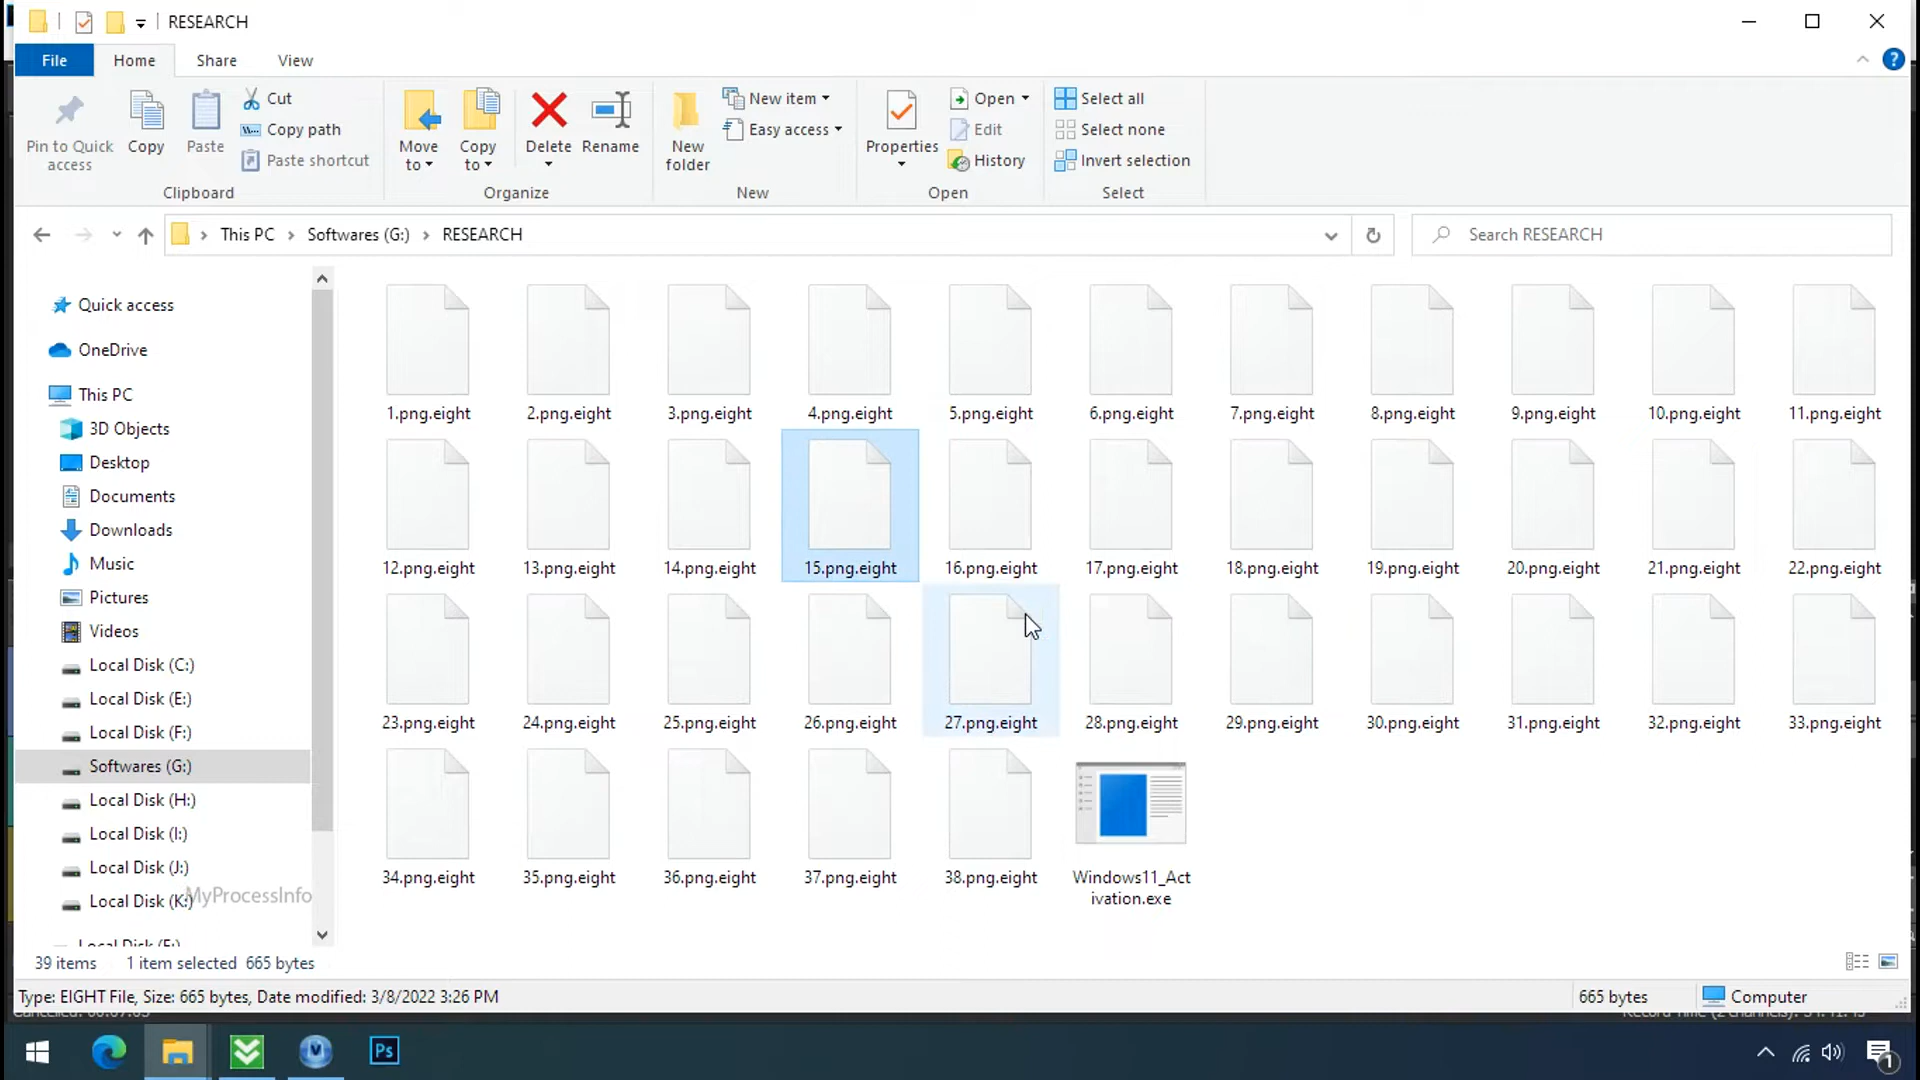 RESEARCH
File
Home
Share
View
Pin to Quick
access
Copy
Paste
Cut
Copy path
Paste shortcut
Clipboard
Move
to
Copy
to
Delete
Rename
Organize
New
folder
New item
Easy access
New
Properties
Open
Edit
History
Open
Select all
Select none
Invert selection
Select
This PC
Softwares (G:)
RESEARCH
Search RESEARCH
Quick access
OneDrive
This PC
3D Objects
Desktop
Documents
Downloads
Music
Pictures
Videos
Local Disk (C:)
Local Disk (E:)
Local Disk (F:)
Softwares (G:)
Local Disk (H:)
Local Disk (I:)
Local Disk (J:)
Local Disk (K:)
MyProcessInfo
1.png.eight
2.png.eight
3.png.eight
4.png.eight
5.png.eight
6.png.eight
7.png.eight
8.png.eight
9.png.eight
10.png.eight
11.png.eight
12.png.eight
13.png.eight
14.png.eight
15.png.eight
16.png.eight
17.png.eight
18.png.eight
19.png.eight
20.png.eight
21.png.eight
22.png.eight
23.png.eight
24.png.eight
25.png.eight
26.png.eight
27.png.eight
28.png.eight
29.png.eight
30.png.eight
31.png.eight
32.png.eight
33.png.eight
34.png.eight
35.png.eight
36.png.eight
37.png.eight
38.png.eight
Windows11_Act
ivation.exe
39 items
1 item selected 665 bytes
Type: EIGHT File, Size: 665 bytes, Date modified: 3/8/2022 3:26 PM
665 bytes
Computer
Ps
1